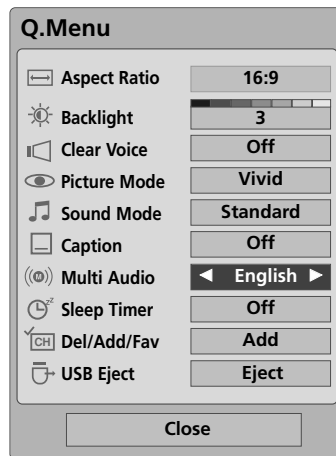 Q.Menu
Aspect Ratio 16:9
Backlight 3
Clear Voice Off
Picture Mode Vivid
Sound Mode Standard
Caption Off
Multi Audio ◄ English ►
Sleep Timer Off
Del/Add/Fav Add
USB Eject Eject
Close